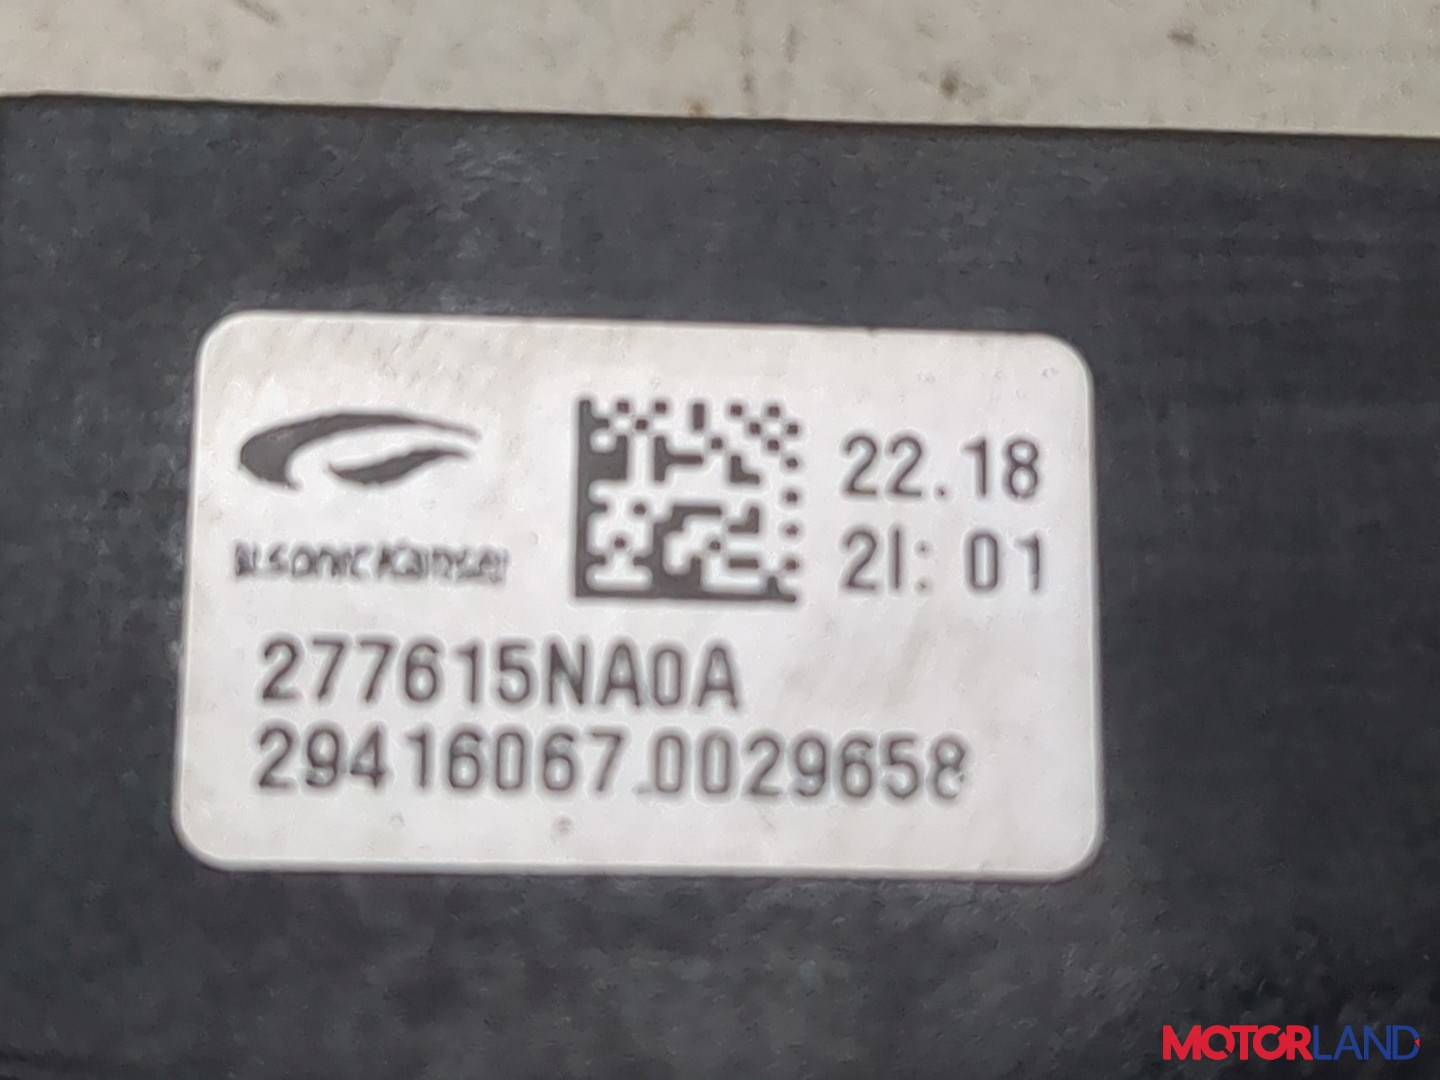 22.18
21: 01
277615NA0A
29416067 0029658
MOTORLAND